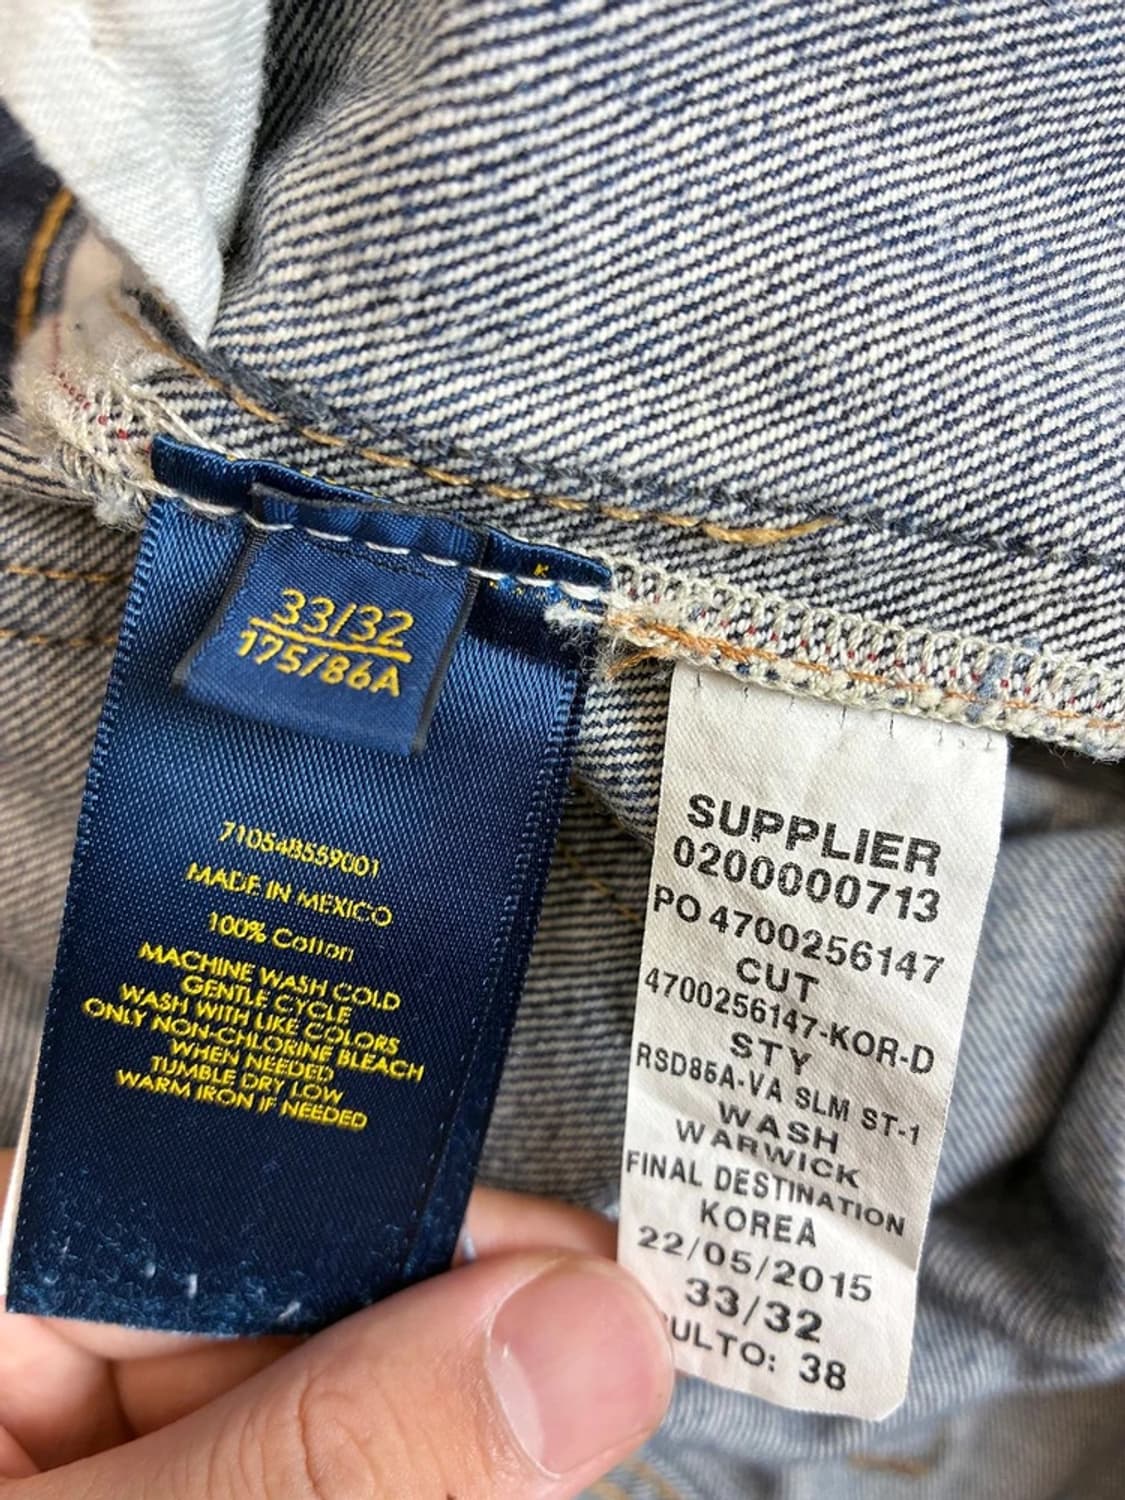 33/32
175/86A
710548559001
MADE IN MEXICO
100% Cotton
MACHINE WASH COLD
GENTLE CYCLE
WASH WITH LIKE COLORS
ONLY NON-CHLORINE BLEACH
WHEN NEEDED
TUMBLE DRY LOW
WARM IRON IF NEEDED
SUPPLIER
0200000713
PO 4700256147
CUT
4700256147-KOR-D
STY
RSD86A-VA SLM ST-1
WASH
WARWICK
FINAL DESTINATION
KOREA
22/05/2015
33/32
ULTO: 38